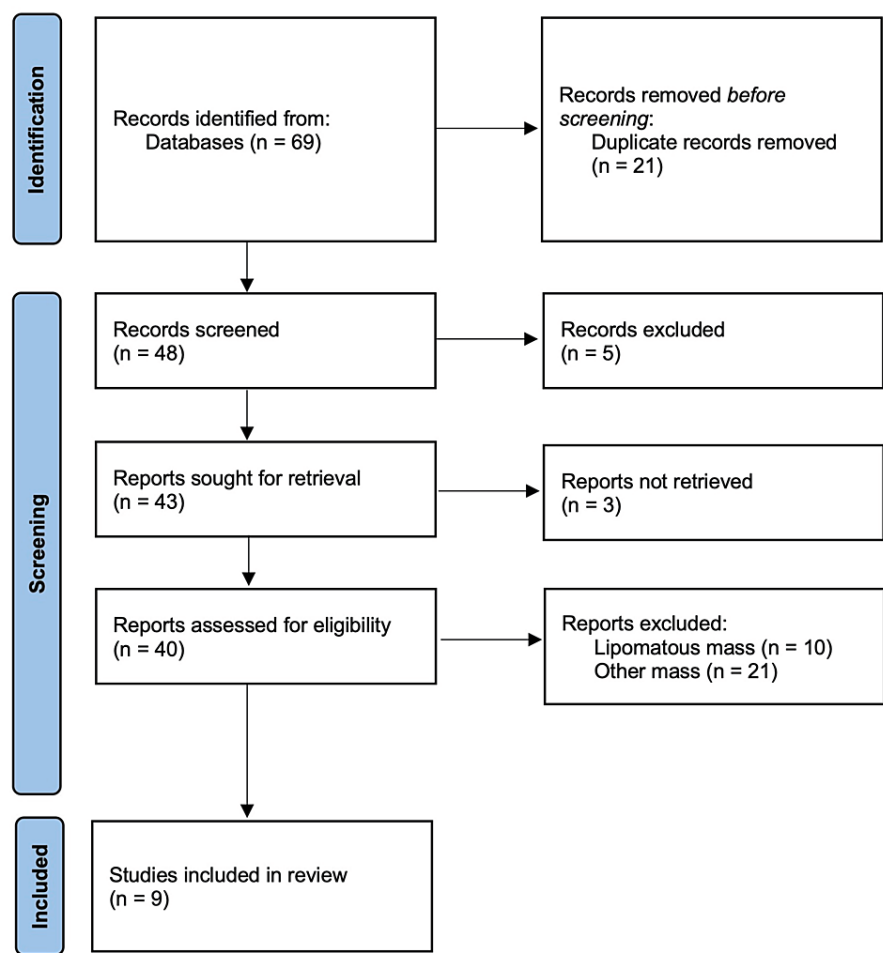 Identification
Records identified from:
Databases (n = 69)
Records removed before
screening:
Duplicate records removed
(n = 21)
Screening
Records screened
(n = 48)
Records excluded
(n = 5)
Reports sought for retrieval
(n = 43)
Reports not retrieved
(n = 3)
Reports assessed for eligibility
(n = 40)
Reports excluded:
Lipomatous mass (n = 10)
Other mass (n = 21)
Included
Studies included in review
(n = 9)